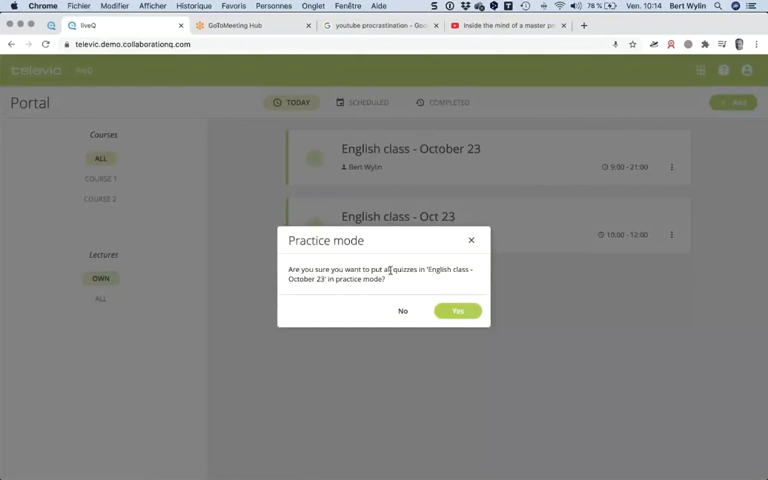 Chrome Fichier Modifier Afficher Historique Favoris Personnes Onglet Fenêtre Aide 78 % Ven. 10:14 Bert Wylin
liveQ GoToMeeting Hub youtube procrastination - Goo Inside the mind of a master pr
televic.demo.collaborationq.com
televic liveQ
Portal TODAY SCHEDULED COMPLETED + Add
Courses
ALL
COURSE 1
COURSE 2
Lectures
OWN
ALL
English class - October 23
Bert Wylin 9:00 - 21:00
English class - Oct 23
10:00 - 12:00
Practice mode
Are you sure you want to put all quizzes in 'English class -
October 23' in practice mode?
No Yes